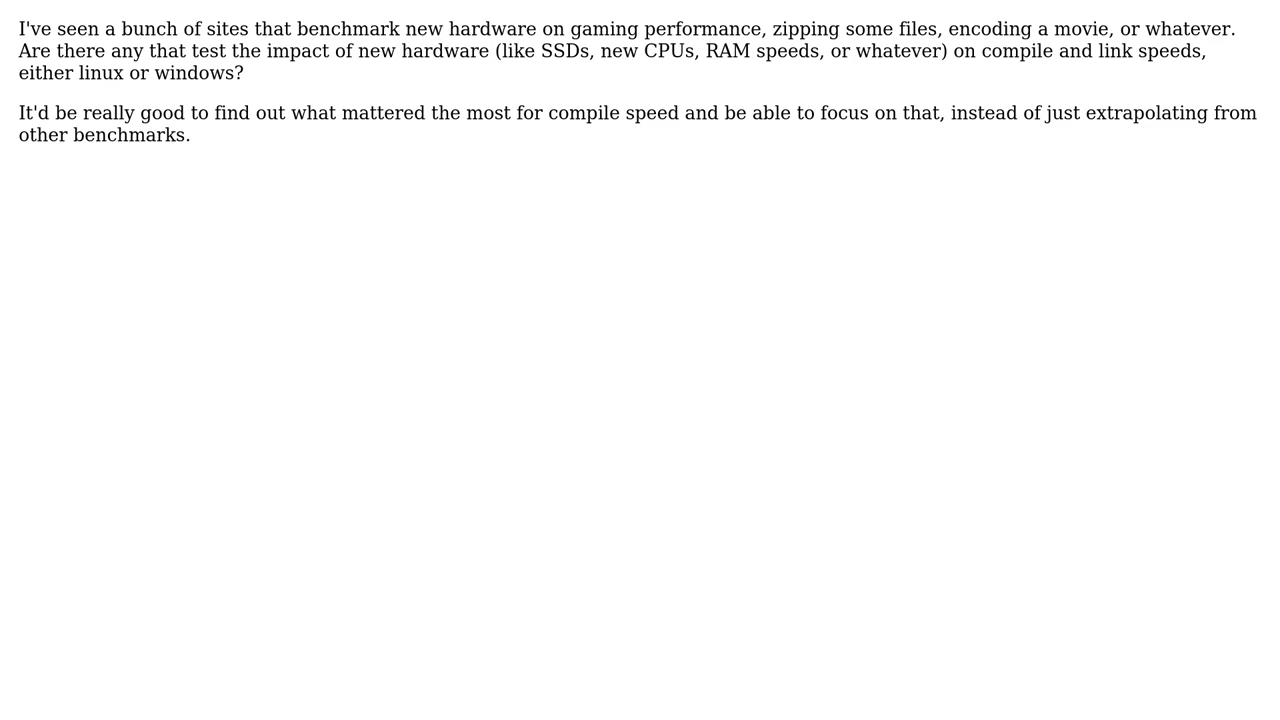 I've seen a bunch of sites that benchmark new hardware on gaming performance, zipping some files, encoding a movie, or whatever.
Are there any that test the impact of new hardware (like SSDs, new CPUs, RAM speeds, or whatever) on compile and link speeds,
either linux or windows?
It'd be really good to find out what mattered the most for compile speed and be able to focus on that, instead of just extrapolating from
other benchmarks.